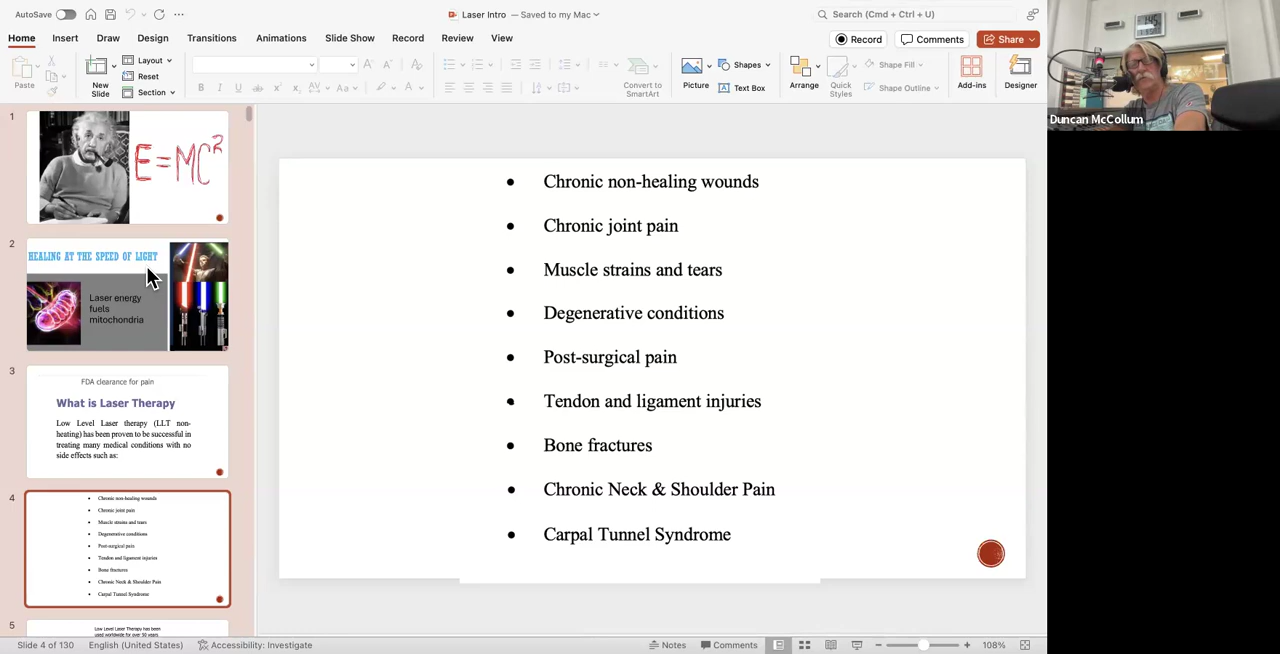 AutoSave
Laser Intro — Saved to my Mac
Search (Cmd + Ctrl + U)
Home Insert Draw Design Transitions Animations Slide Show Record Review View
Record Comments Share
Paste
New Slide
Layout
Reset
Section
Convert to SmartArt
Picture
Shapes
Text Box
Arrange
Quick Styles
Shape Fill
Shape Outline
Add-ins
Designer
Duncan McCollum
1
E=MC2
2
HEALING AT THE SPEED OF LIGHT
Laser energy
fuels
mitochondria
3
FDA clearance for pain
What is Laser Therapy
Low Level Laser therapy (LLT non-
heating) has been proven to be successful in
treating many medical conditions with no
side effects such as:
4
• Chronic non-healing wounds
• Chronic joint pain
• Muscle strains and tears
• Degenerative conditions
• Post-surgical pain
• Tendon and ligament injuries
• Bone fractures
• Chronic Neck & Shoulder Pain
• Carpal Tunnel Syndrome
5
Low Level Laser Therapy has been
used worldwide for over 30 years
• Chronic non-healing wounds
• Chronic joint pain
• Muscle strains and tears
• Degenerative conditions
• Post-surgical pain
• Tendon and ligament injuries
• Bone fractures
• Chronic Neck & Shoulder Pain
• Carpal Tunnel Syndrome
Slide 4 of 130 English (United States) Accessibility: Investigate
Notes Comments 108%